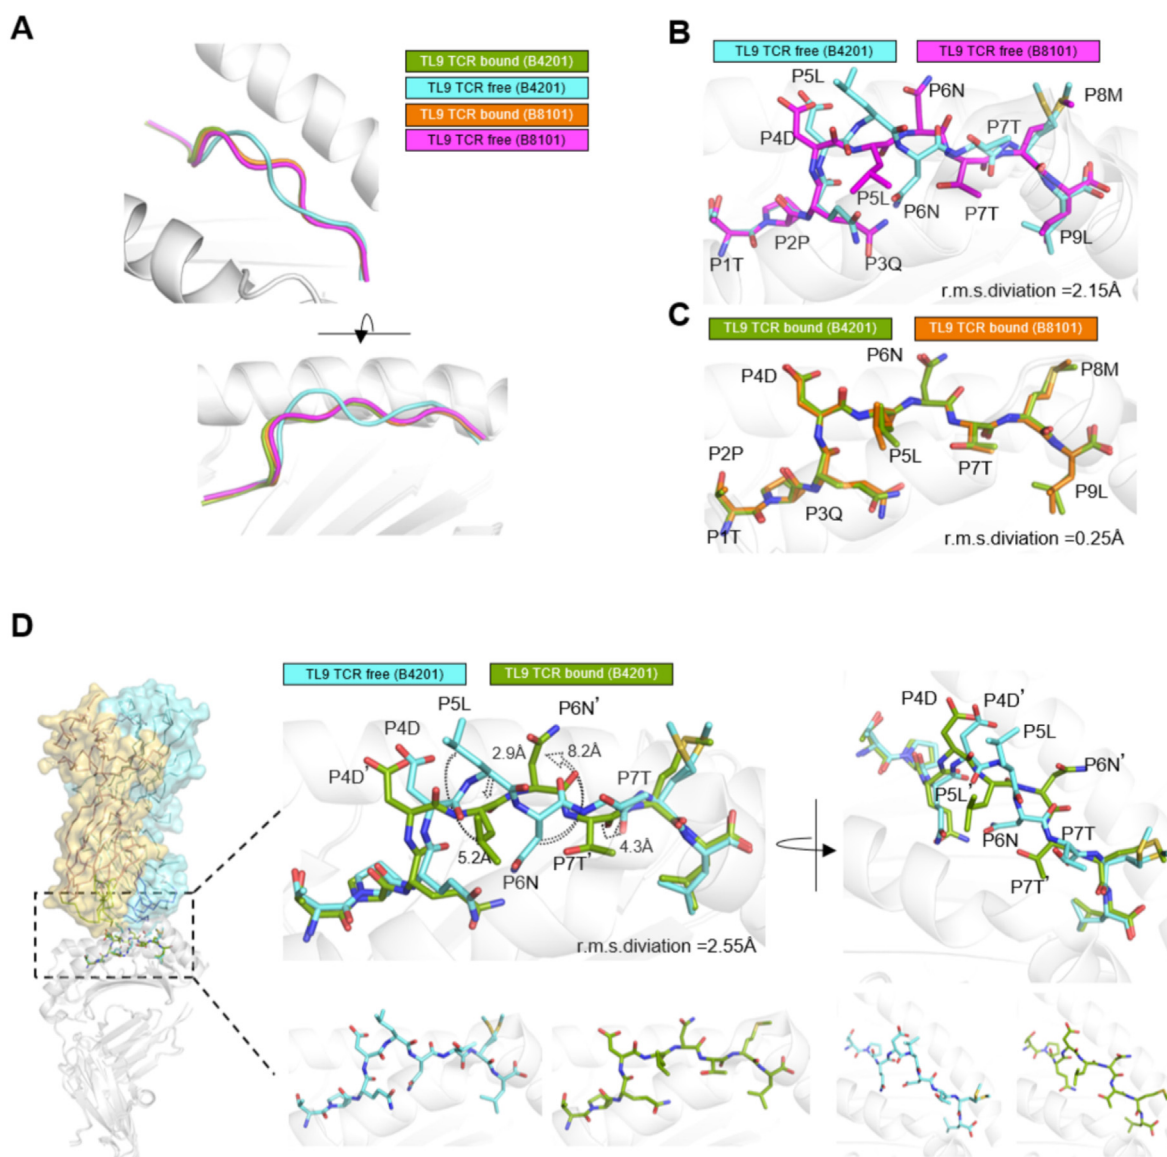 A
TL9 TCR bound (B4201)
TL9 TCR free (B4201)
TL9 TCR bound (B8101)
TL9 TCR free (B8101)
B
TL9 TCR free (B4201)
TL9 TCR free (B8101)
P5L
P6N
P8M
P4D
P7T
P5L
P6N
P7T
P2P
P1T
P3Q
P9L
r.m.s.diviation =2.15Å
C
TL9 TCR bound (B4201)
TL9 TCR bound (B8101)
P6N
P4D
P8M
P2P
P5L
P7T
P9L
P3Q
P1T
r.m.s.diviation =0.25Å
D
TL9 TCR free (B4201)
TL9 TCR bound (B4201)
P5L
P6N'
P4D
2.9Å
8.2Å
P4D'
P7T
5.2Å
P6N
P7T'
4.3Å
r.m.s.diviation =2.55Å
P4D
P4D'
P5L
P6N'
P5L'
P6N
P7T
P7T'